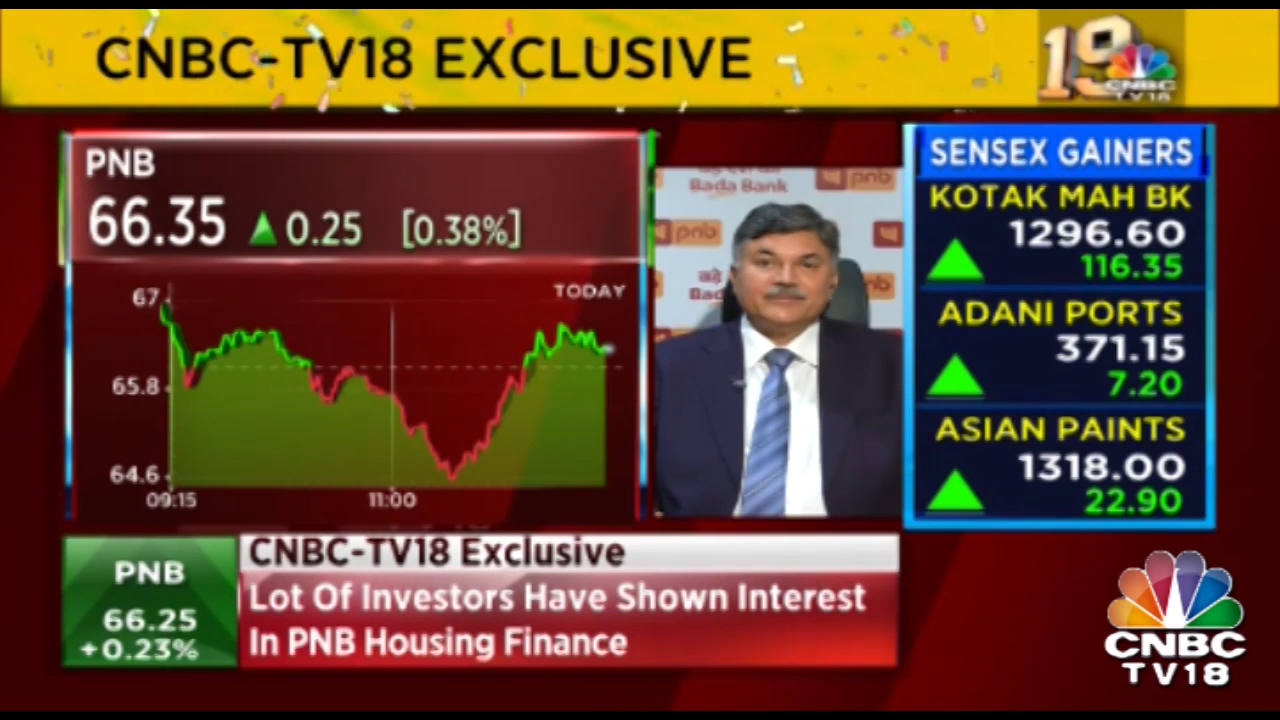 CNBC-TV18 EXCLUSIVE
19
CNBC
TV18
PNB
66.35 ▲ 0.25 [0.38%]
TODAY
67
65.8
64.6
09:15 11:00
Bada Bank
pnb
pnb
SENSEX GAINERS
KOTAK MAH BK
1296.60
116.35
ADANI PORTS
371.15
7.20
ASIAN PAINTS
1318.00
22.90
PNB
66.25
+0.23%
CNBC-TV18 Exclusive
Lot Of Investors Have Shown Interest
In PNB Housing Finance
CNBC
TV18